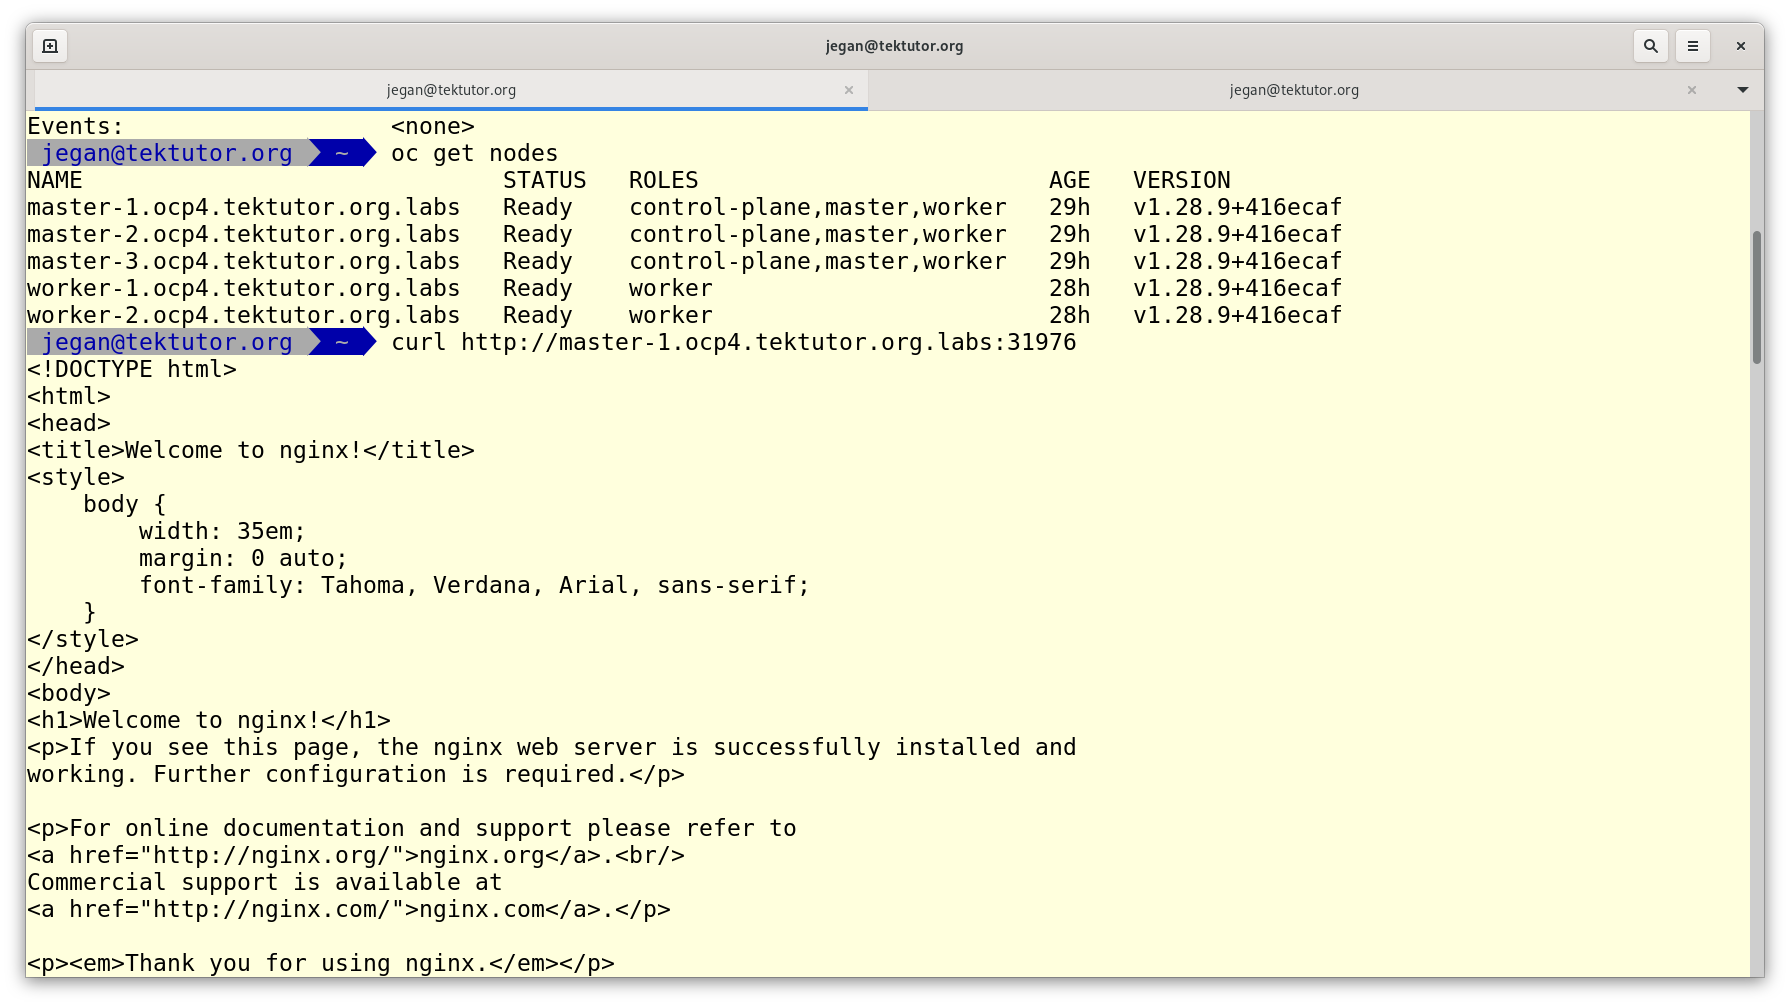 jegan@tektutor.org
jegan@tektutor.org × jegan@tektutor.org ×
Events:                   <none>
 jegan@tektutor.org  ~  oc get nodes
NAME                              STATUS   ROLES                         AGE   VERSION
master-1.ocp4.tektutor.org.labs   Ready    control-plane,master,worker   29h   v1.28.9+416ecaf
master-2.ocp4.tektutor.org.labs   Ready    control-plane,master,worker   29h   v1.28.9+416ecaf
master-3.ocp4.tektutor.org.labs   Ready    control-plane,master,worker   29h   v1.28.9+416ecaf
worker-1.ocp4.tektutor.org.labs   Ready    worker                        28h   v1.28.9+416ecaf
worker-2.ocp4.tektutor.org.labs   Ready    worker                        28h   v1.28.9+416ecaf
 jegan@tektutor.org  ~  curl http://master-1.ocp4.tektutor.org.labs:31976
<!DOCTYPE html>
<html>
<head>
<title>Welcome to nginx!</title>
<style>
    body {
        width: 35em;
        margin: 0 auto;
        font-family: Tahoma, Verdana, Arial, sans-serif;
    }
</style>
</head>
<body>
<h1>Welcome to nginx!</h1>
<p>If you see this page, the nginx web server is successfully installed and
working. Further configuration is required.</p>

<p>For online documentation and support please refer to
<a href="http://nginx.org/">nginx.org</a>.<br/>
Commercial support is available at
<a href="http://nginx.com/">nginx.com</a>.</p>

<p><em>Thank you for using nginx.</em></p>